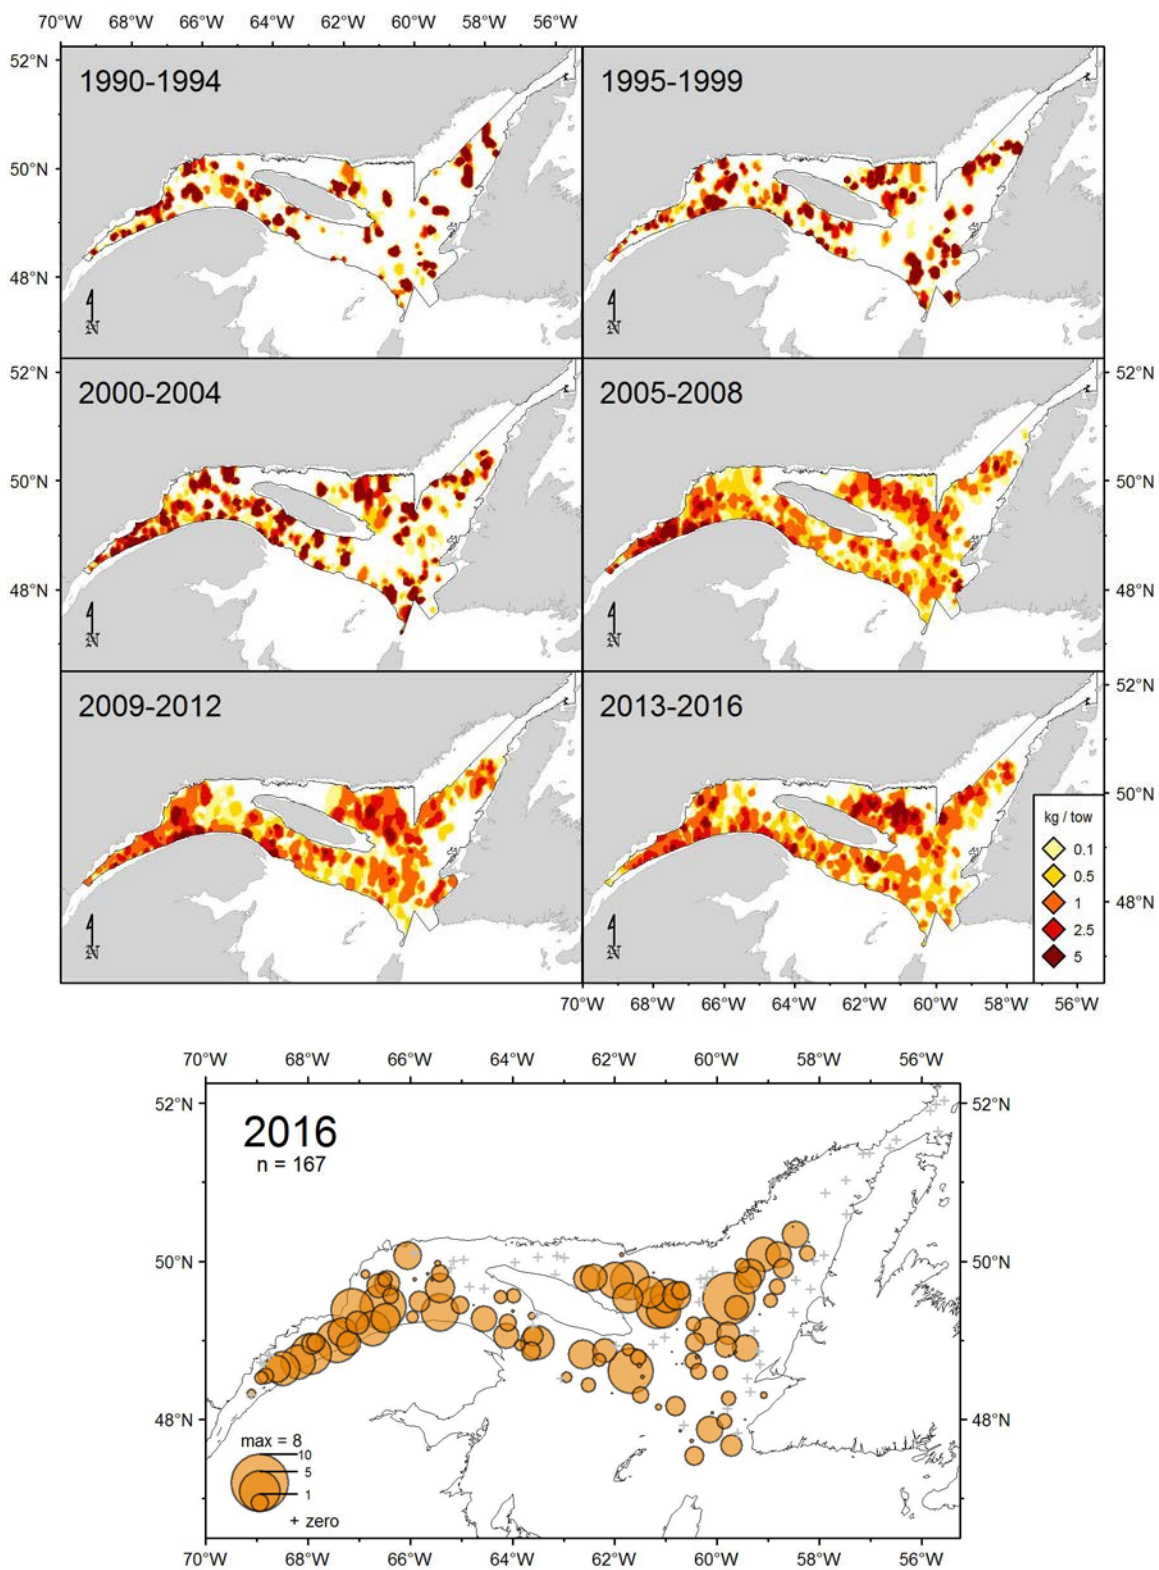 70°W 68°W 66°W 64°W 62°W 60°W 58°W 56°W
52°N
1990-1994 1995-1999
50°N
48°N
N N
52°N 52°N
2000-2004 2005-2008
50°N 50°N
48°N 48°N
N N
52°N 52°N
2009-2012 2013-2016
50°N 50°N
kg / tow
0.1
0.5
48°N 1 48°N
2.5
N N
5
70°W 68°W 66°W 64°W 62°W 60°W 58°W 56°W
70°W 68°W 66°W 64°W 62°W 60°W 58°W 56°W
52°N 52°N
2016
n = 167
50°N 50°N
48°N 48°N
max = 8
10
5
1
+ zero
70°W 68°W 66°W 64°W 62°W 60°W 58°W 56°W